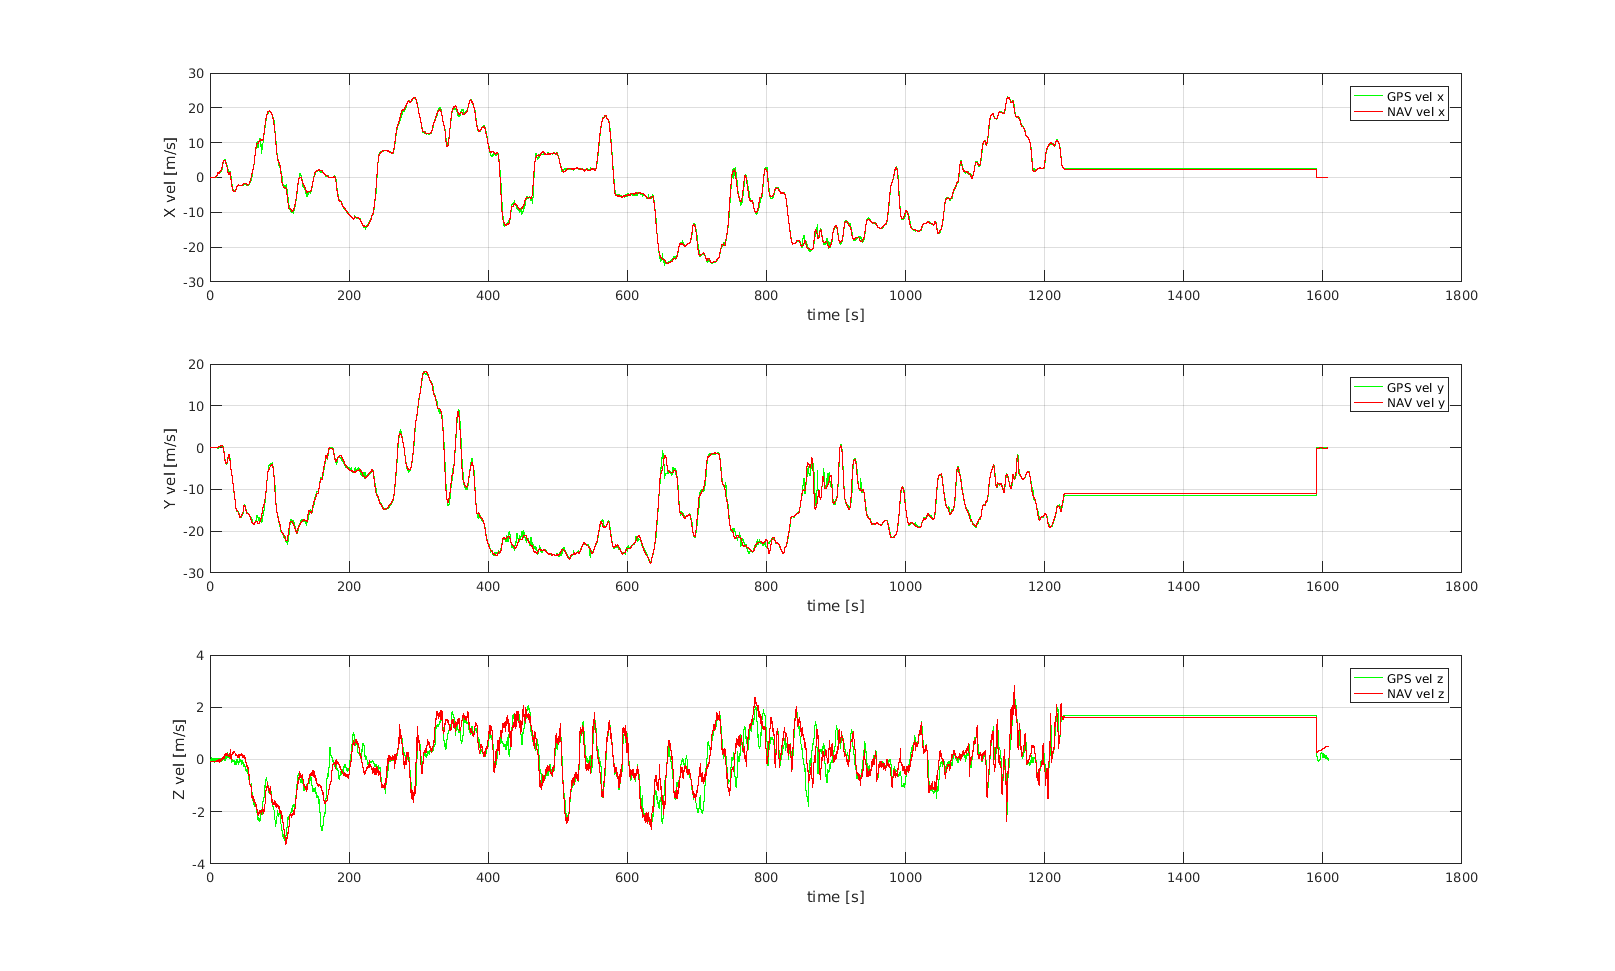 30
20
10
0
-10
-20
-30
X vel [m/s]
GPS vel x
NAV vel x
0 200 400 600 800 1000 1200 1400 1600 1800
time [s]
20
10
0
-10
-20
-30
Y vel [m/s]
GPS vel y
NAV vel y
0 200 400 600 800 1000 1200 1400 1600 1800
time [s]
4
2
0
-2
-4
Z vel [m/s]
GPS vel z
NAV vel z
0 200 400 600 800 1000 1200 1400 1600 1800
time [s]